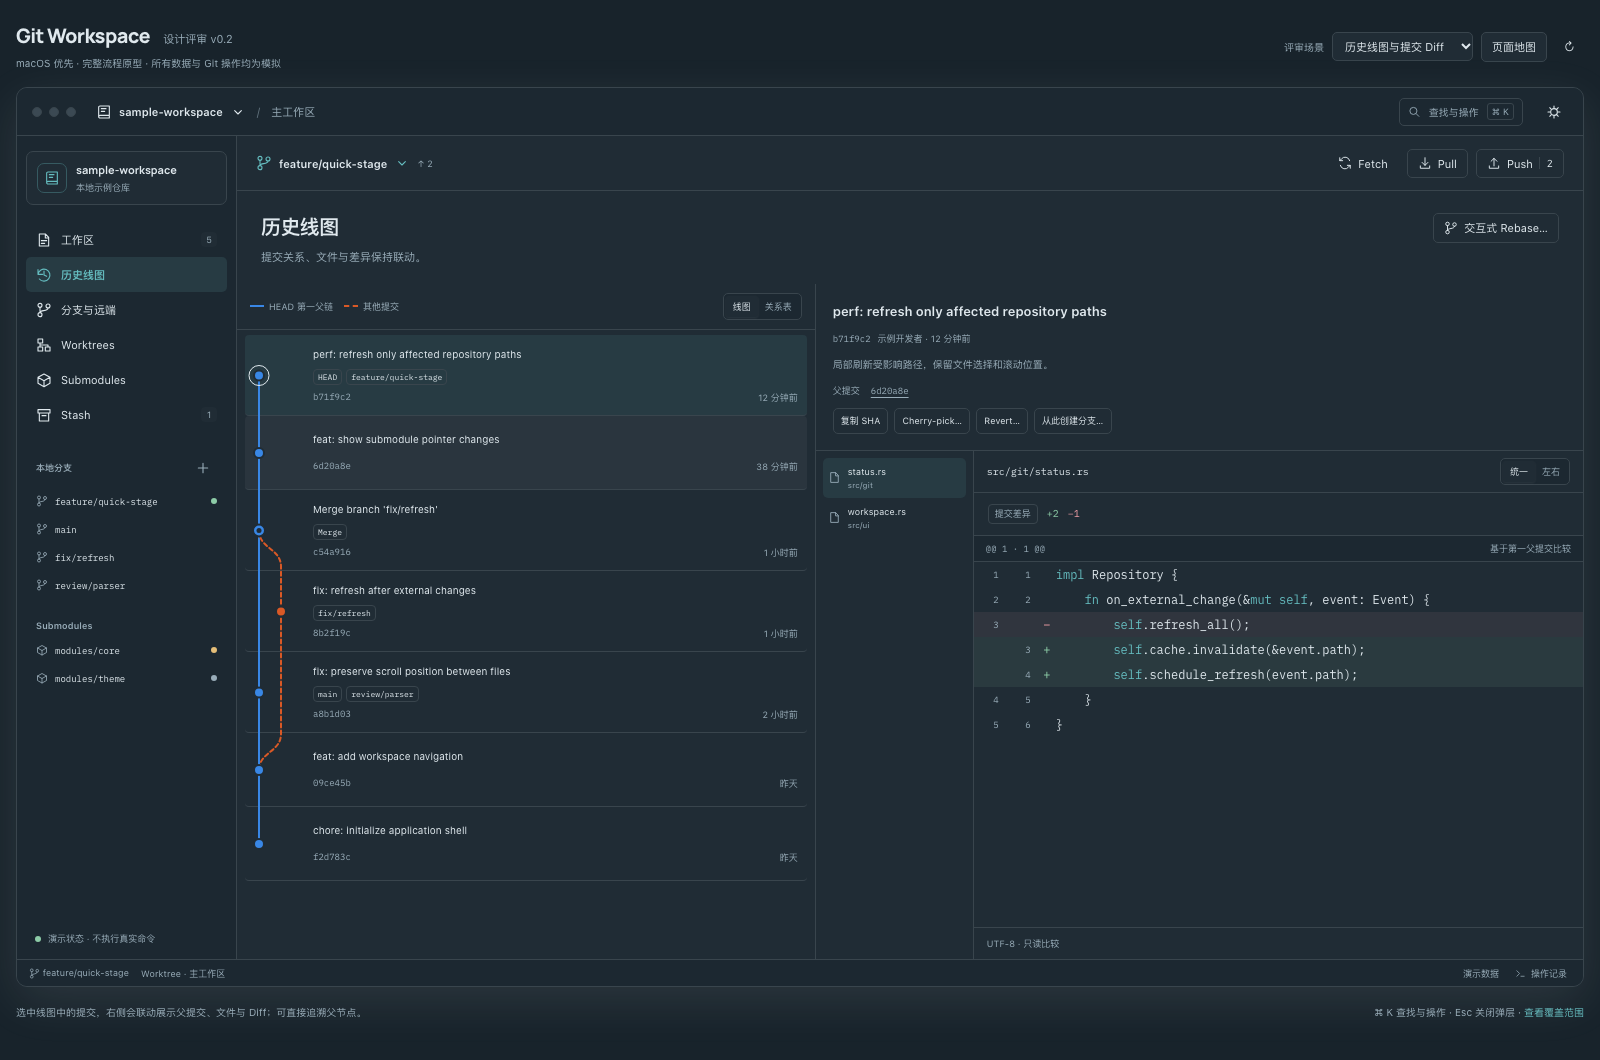 Git Workspace 设计评审 v0.2
macOS 优先 · 完整流程原型 · 所有数据与 Git 操作均为模拟
评审场景 历史线图与提交 Diff 页面地图
sample-workspace / 主工作区
查找与操作 ⌘ K
sample-workspace
本地示例仓库
工作区 5
历史线图
分支与远端
Worktrees
Submodules
Stash 1
本地分支
feature/quick-stage
main
fix/refresh
review/parser
Submodules
modules/core
modules/theme
演示状态 · 不执行真实命令
feature/quick-stage ↑ 2
Fetch Pull Push 2
历史线图
提交关系、文件与差异保持联动。
交互式 Rebase...
HEAD 第一父链 其他提交
线图 关系表
perf: refresh only affected repository paths
HEAD feature/quick-stage
b71f9c2 12 分钟前
feat: show submodule pointer changes
6d20a8e 38 分钟前
Merge branch 'fix/refresh'
Merge
c54a916 1 小时前
fix: refresh after external changes
fix/refresh
8b2f19c 1 小时前
fix: preserve scroll position between files
main review/parser
a8b1d03 2 小时前
feat: add workspace navigation
09ce45b 昨天
chore: initialize application shell
f2d783c 昨天
perf: refresh only affected repository paths
b71f9c2 示例开发者 · 12 分钟前
局部刷新受影响路径，保留文件选择和滚动位置。
父提交 6d20a8e
复制 SHA Cherry-pick... Revert... 从此创建分支...
status.rs
src/git
workspace.rs
src/ui
src/git/status.rs
统一 左右
提交差异 +2 −1
@@ 1 · 1 @@ 基于第一父提交比较
1 1 impl Repository {
2 2 fn on_external_change(&mut self, event: Event) {
3 − self.refresh_all();
3 + self.cache.invalidate(&event.path);
4 + self.schedule_refresh(event.path);
4 5 }
5 6 }
UTF-8 · 只读比较
feature/quick-stage Worktree · 主工作区
演示数据 操作记录
选中线图中的提交，右侧会联动展示父提交、文件与 Diff；可直接追溯父节点。
⌘ K 查找与操作 · Esc 关闭弹层 · 查看覆盖范围